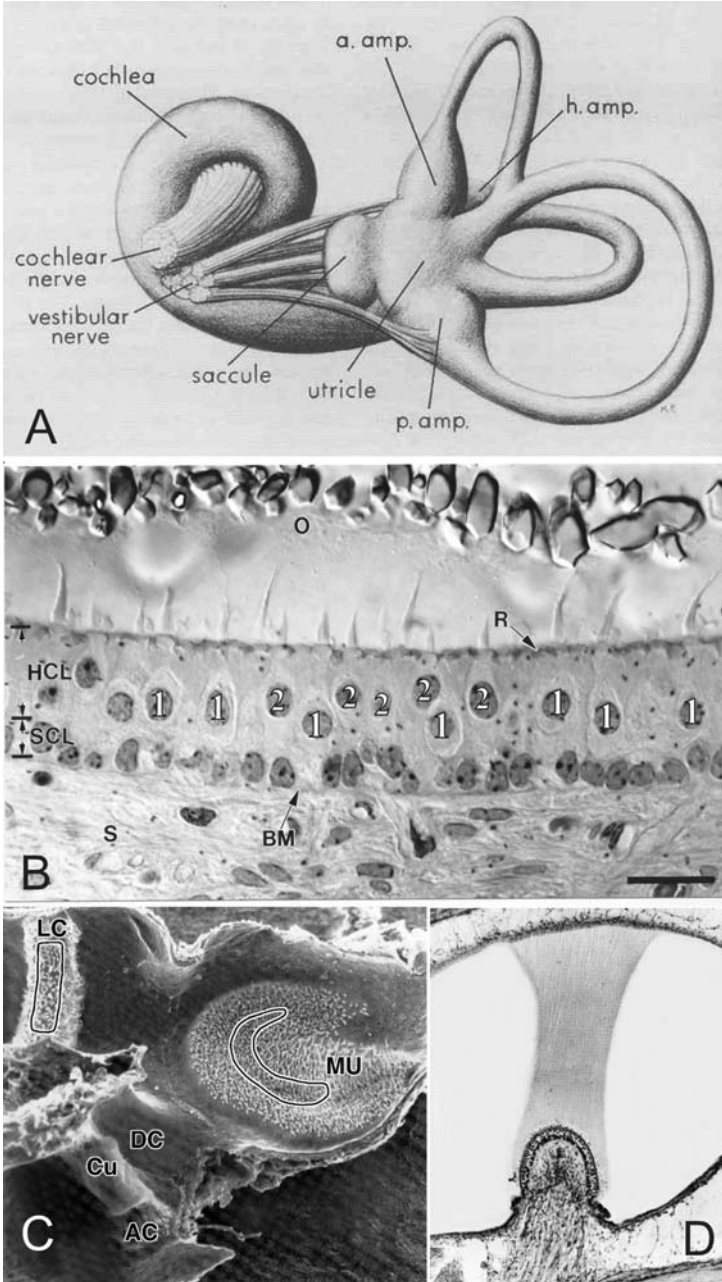 a. amp.
cochlea
h. amp.
cochlear
nerve
vestibular
nerve
saccule
utricle
p. amp.
A
O
R
HCL
1 1 2 1 2 2 2 1 2 1 1 1
SCL
BM
S
B
LC
MU
DC
Cu
AC
C
D